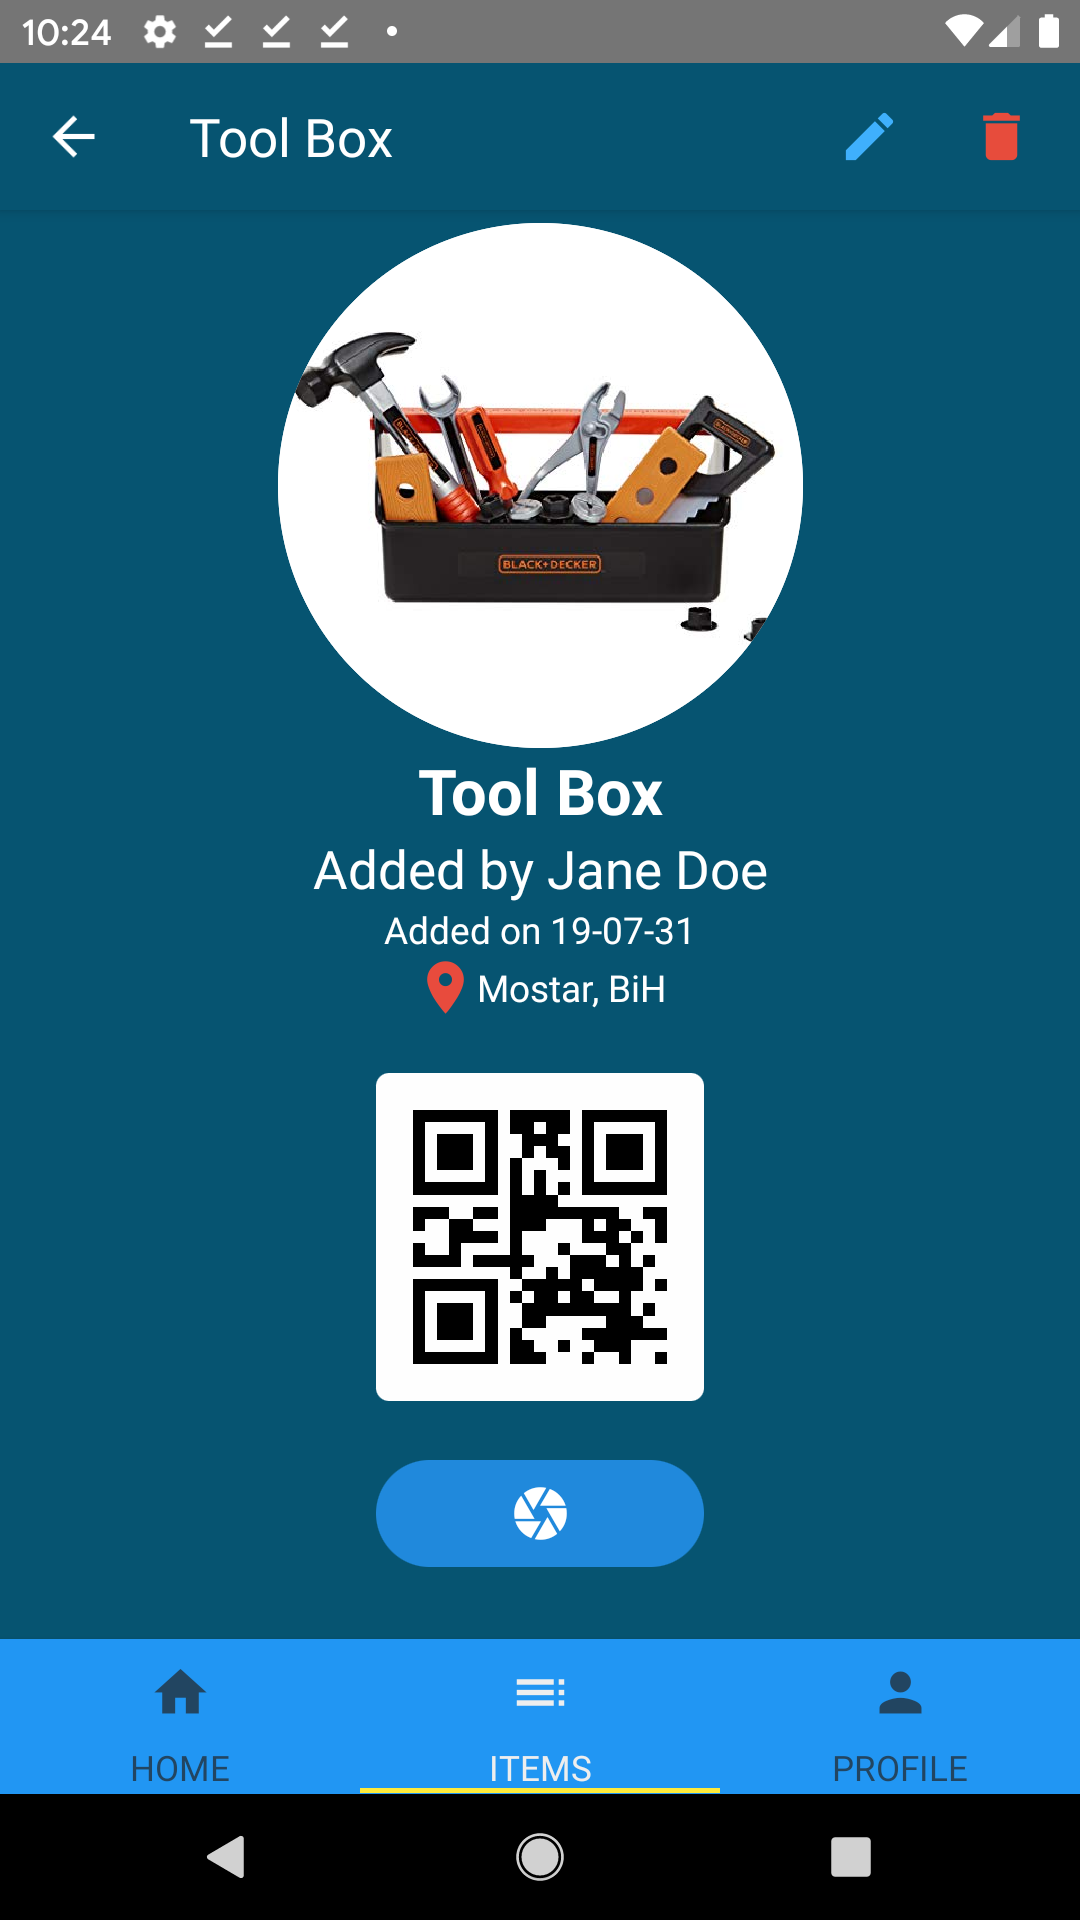 10:24
Tool Box
BLACK+DECKER
Tool Box
Added by Jane Doe
Added on 19-07-31
Mostar, BiH
HOME
ITEMS
PROFILE